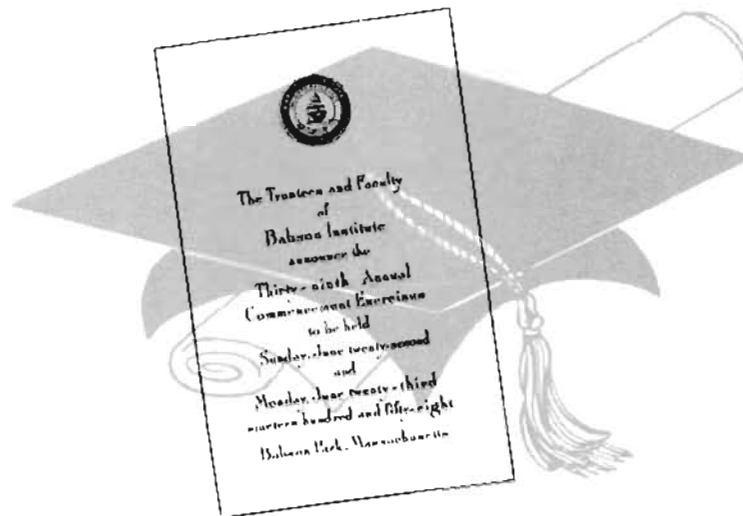 The Trustees and Faculty
of
Babson Institute
announce the
Thirty-ninth Annual
Commencement Exercises
to be held
Sunday, June twenty-second
and
Monday, June twenty-third
nineteen hundred and fifty-eight
Babson Park, Massachusetts